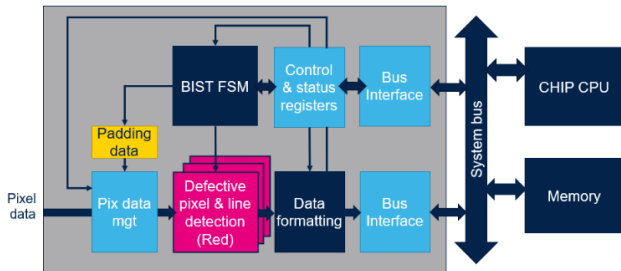 BIST FSM
Control
& status
registers
Bus
Interface
CHIP CPU
System bus
Padding
data
Pixel
data
Pix data
mgt
Defective
pixel & line
detection
(Red)
Data
formatting
Bus
Interface
Memory